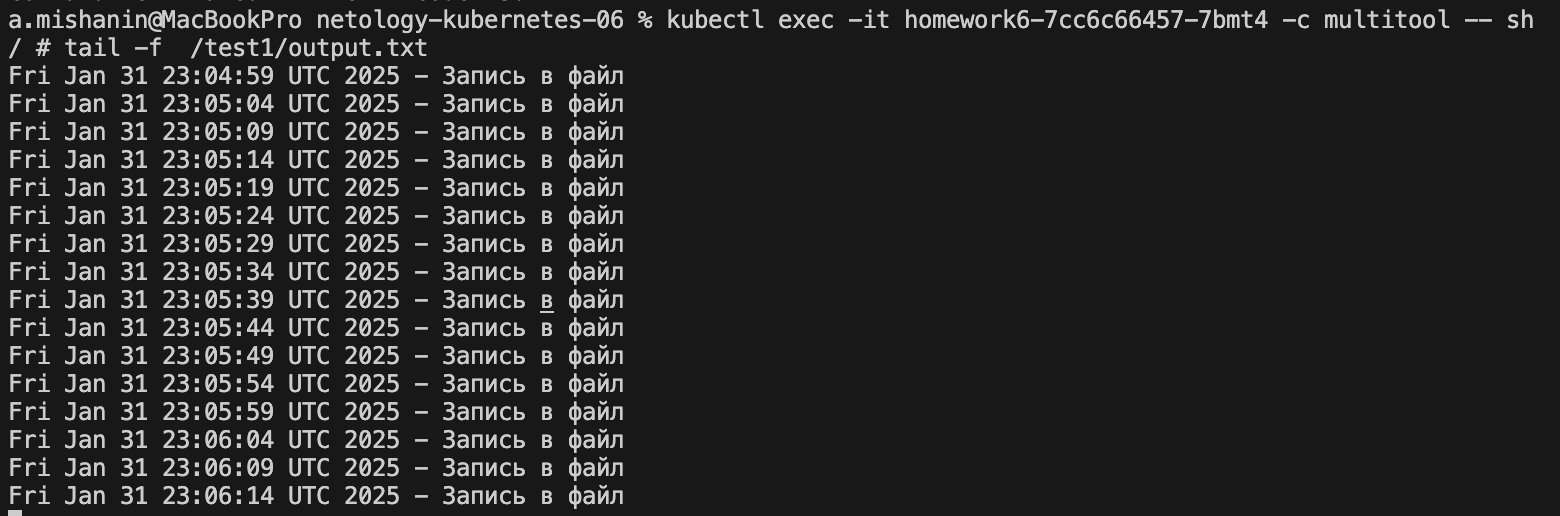 a.mishanin@MacBookPro netology-kubernetes-06 % kubectl exec -it homework6-7cc6c66457-7bmt4 -c multitool -- sh
/ # tail -f  /test1/output.txt
Fri Jan 31 23:04:59 UTC 2025 - Запись в файл
Fri Jan 31 23:05:04 UTC 2025 - Запись в файл
Fri Jan 31 23:05:09 UTC 2025 - Запись в файл
Fri Jan 31 23:05:14 UTC 2025 - Запись в файл
Fri Jan 31 23:05:19 UTC 2025 - Запись в файл
Fri Jan 31 23:05:24 UTC 2025 - Запись в файл
Fri Jan 31 23:05:29 UTC 2025 - Запись в файл
Fri Jan 31 23:05:34 UTC 2025 - Запись в файл
Fri Jan 31 23:05:39 UTC 2025 - Запись в файл
Fri Jan 31 23:05:44 UTC 2025 - Запись в файл
Fri Jan 31 23:05:49 UTC 2025 - Запись в файл
Fri Jan 31 23:05:54 UTC 2025 - Запись в файл
Fri Jan 31 23:05:59 UTC 2025 - Запись в файл
Fri Jan 31 23:06:04 UTC 2025 - Запись в файл
Fri Jan 31 23:06:09 UTC 2025 - Запись в файл
Fri Jan 31 23:06:14 UTC 2025 - Запись в файл